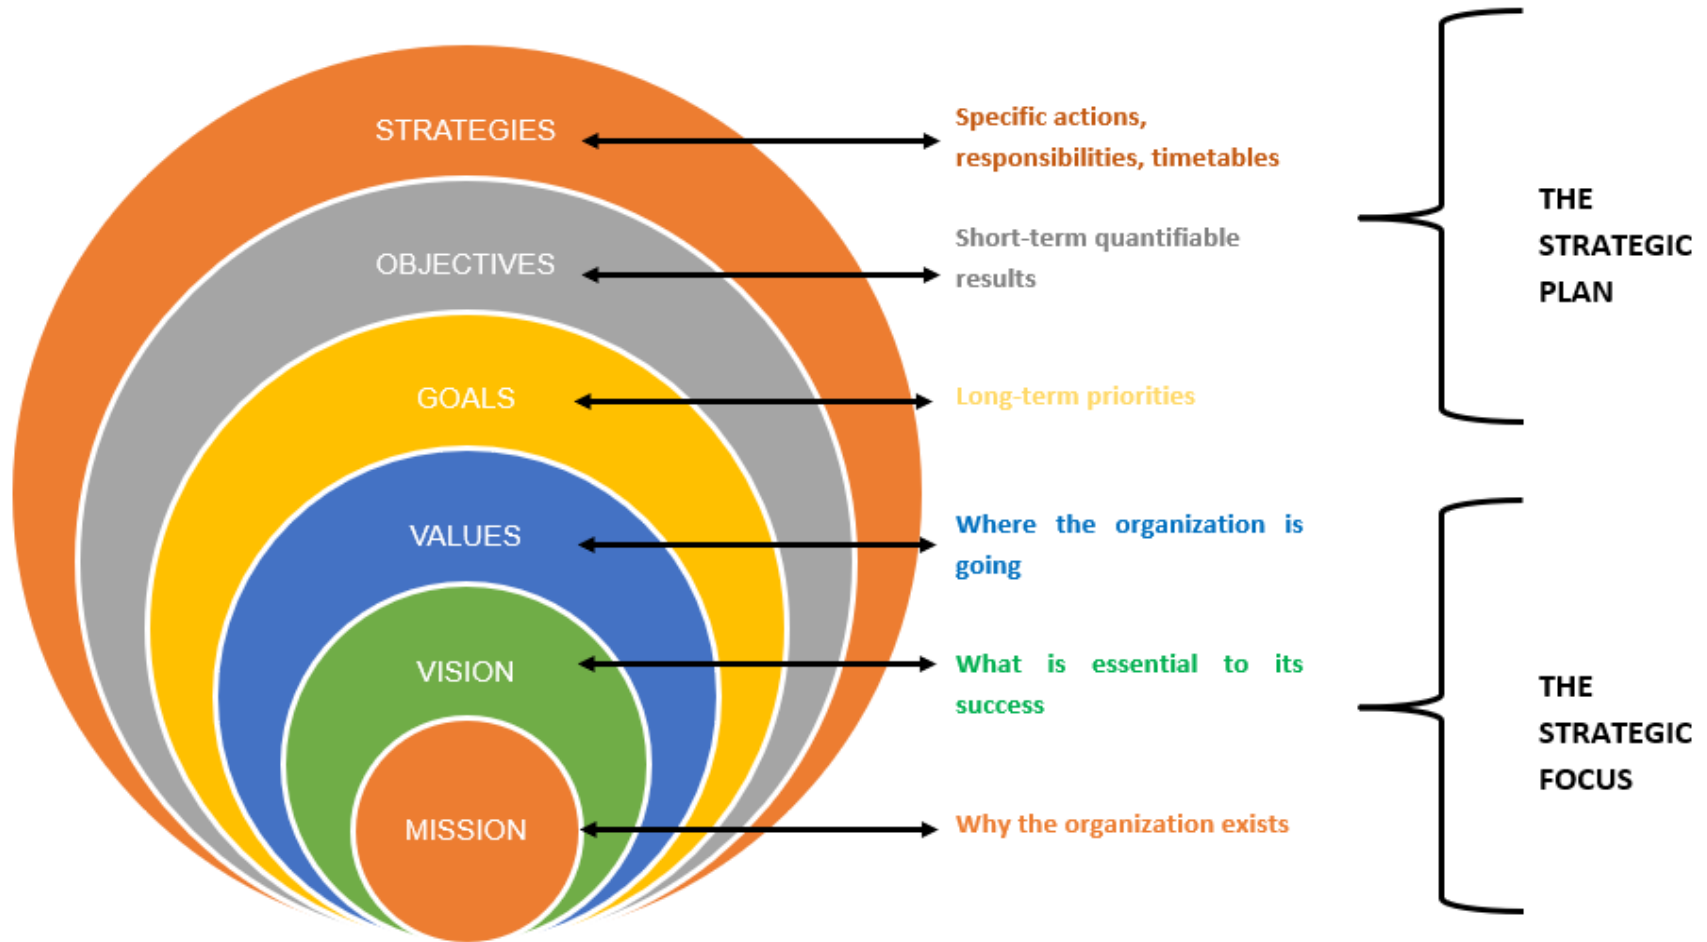 STRATEGIES
Specific actions,
responsibilities, timetables
OBJECTIVES
Short-term quantifiable
results
THE
STRATEGIC
PLAN
GOALS
Long-term priorities
VALUES
Where the organization is
going
VISION
What is essential to its
success
THE
STRATEGIC
FOCUS
MISSION
Why the organization exists